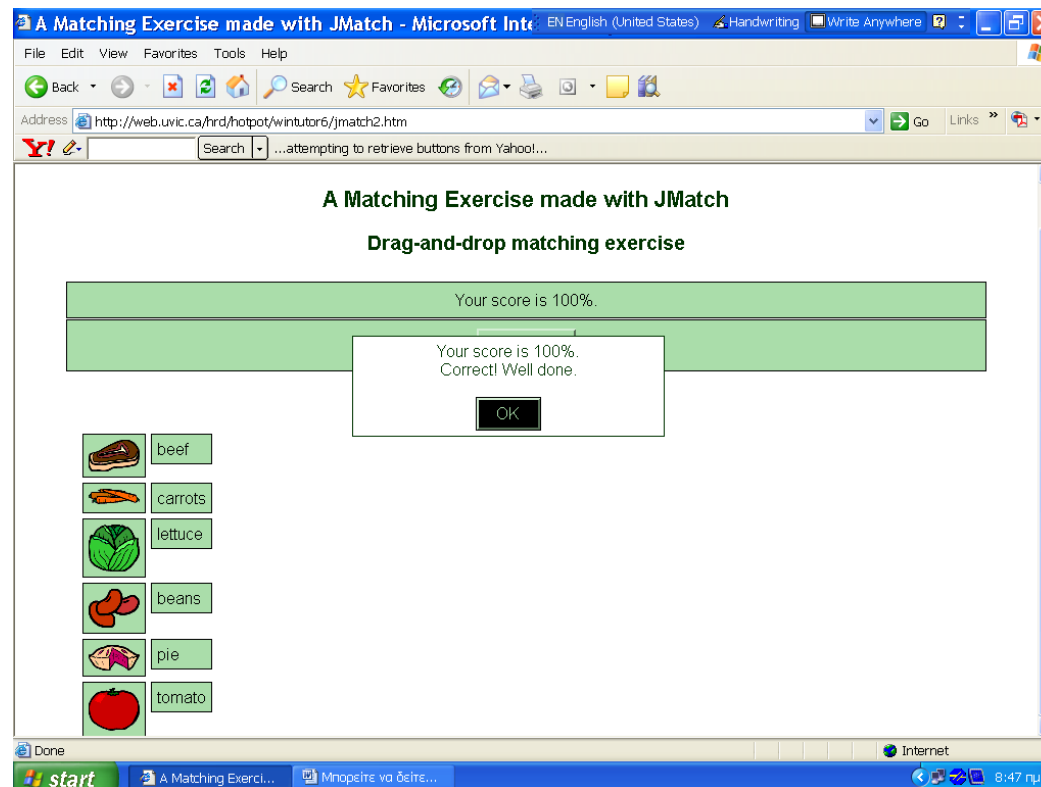 A Matching Exercise made with JMatch - Microsoft Inte
EN English (United States) Handwriting Write Anywhere
File Edit View Favorites Tools Help
Back Search Favorites
Address http://web.uvic.ca/hrd/hotpot/wintutor6/jmatch2.htm Go Links »
Y! Search ...attempting to retrieve buttons from Yahoo!...
A Matching Exercise made with JMatch
Drag-and-drop matching exercise
Your score is 100%.
Your score is 100%.
Correct! Well done.
OK
beef
carrots
lettuce
beans
pie
tomato
Done Internet
start A Matching Exerci... Μπορείτε να δείτε... 8:47 πμ